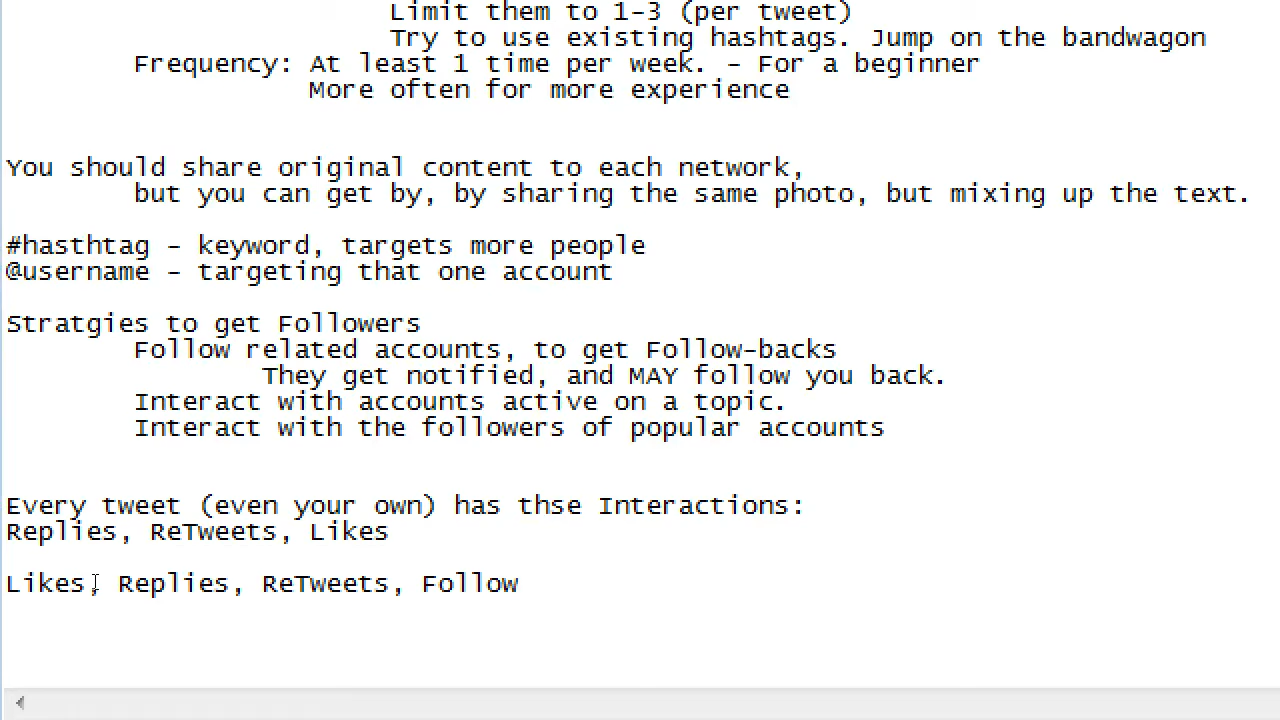 Limit them to 1-3 (per tweet)
Try to use existing hashtags. Jump on the bandwagon
Frequency: At least 1 time per week. - For a beginner
More often for more experience
You should share original content to each network,
but you can get by, by sharing the same photo, but mixing up the text.
#hasthtag - keyword, targets more people
@username - targeting that one account
Stratgies to get Followers
Follow related accounts, to get Follow-backs
They get notified, and MAY follow you back.
Interact with accounts active on a topic.
Interact with the followers of popular accounts
Every tweet (even your own) has thse Interactions:
Replies, ReTweets, Likes
Likes, Replies, ReTweets, Follow